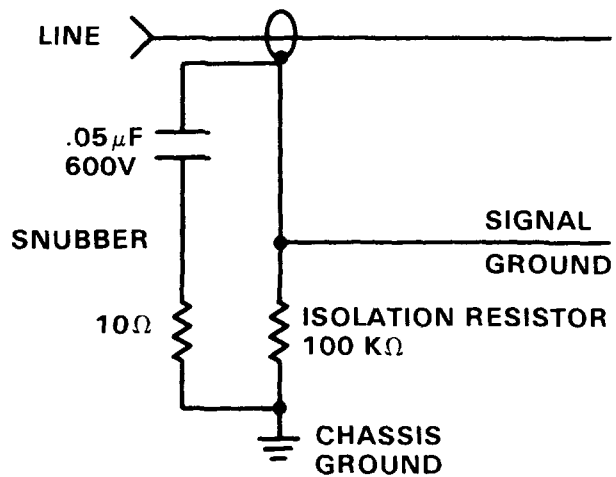 LINE
.05μF
600V
SNUBBER
SIGNAL
GROUND
10Ω
ISOLATION RESISTOR
100 KΩ
CHASSIS
GROUND